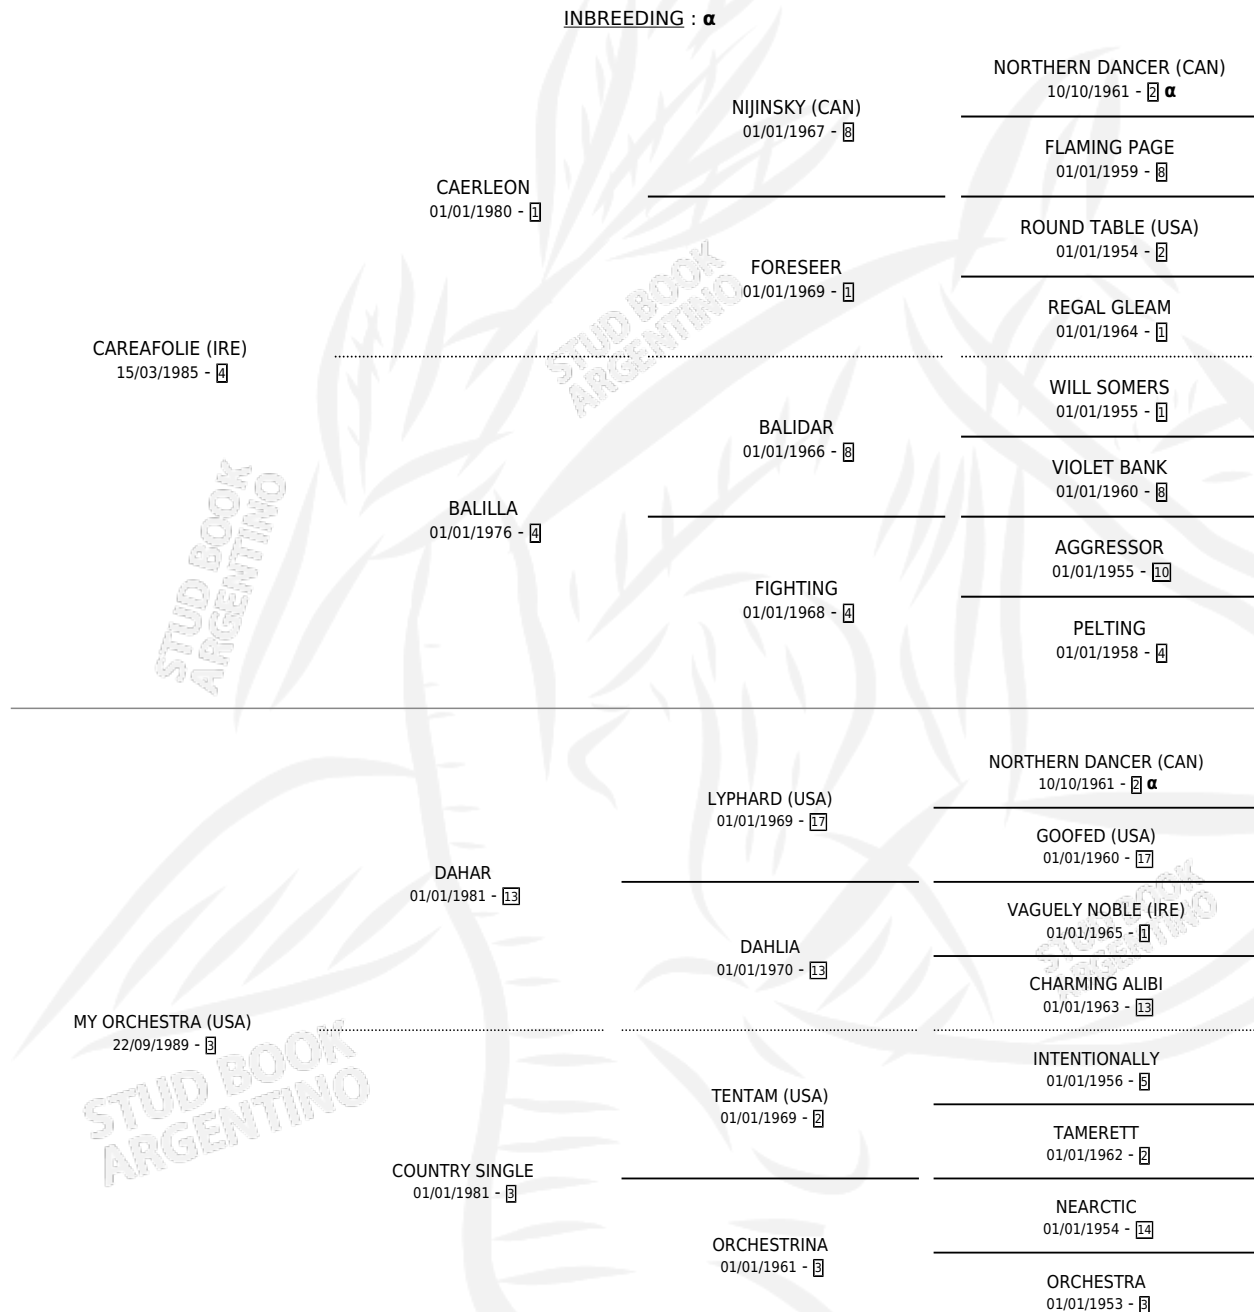 INBREEDING : α
NORTHERN DANCER (CAN)
10/10/1961 - 2 α
NIJINSKY (CAN)
01/01/1967 - 8
FLAMING PAGE
01/01/1959 - 8
CAERLEON
01/01/1980 - 1
ROUND TABLE (USA)
01/01/1954 - 2
FORESEER
01/01/1969 - 1
REGAL GLEAM
01/01/1964 - 1
CAREAFOLIE (IRE)
15/03/1985 - 4
WILL SOMERS
01/01/1955 - 1
BALIDAR
01/01/1966 - 8
VIOLET BANK
01/01/1960 - 8
BALILLA
01/01/1976 - 4
AGGRESSOR
01/01/1955 - 10
FIGHTING
01/01/1968 - 4
PELTING
01/01/1958 - 4
NORTHERN DANCER (CAN)
10/10/1961 - 2 α
LYPHARD (USA)
01/01/1969 - 17
GOOFED (USA)
01/01/1960 - 17
DAHAR
01/01/1981 - 13
VAGUELY NOBLE (IRE)
01/01/1965 - 1
DAHLIA
01/01/1970 - 13
CHARMING ALIBI
01/01/1963 - 13
MY ORCHESTRA (USA)
22/09/1989 - 3
INTENTIONALLY
01/01/1956 - 5
TENTAM (USA)
01/01/1969 - 2
TAMERETT
01/01/1962 - 2
COUNTRY SINGLE
01/01/1981 - 3
NEARCTIC
01/01/1954 - 14
ORCHESTRINA
01/01/1961 - 3
ORCHESTRA
01/01/1953 - 3
STUD BOOK
ARGENTINO
STUD BOOK
ARGENTINO
STUD BOOK
ARGENTINO
STUD BOOK
ARGENTINO